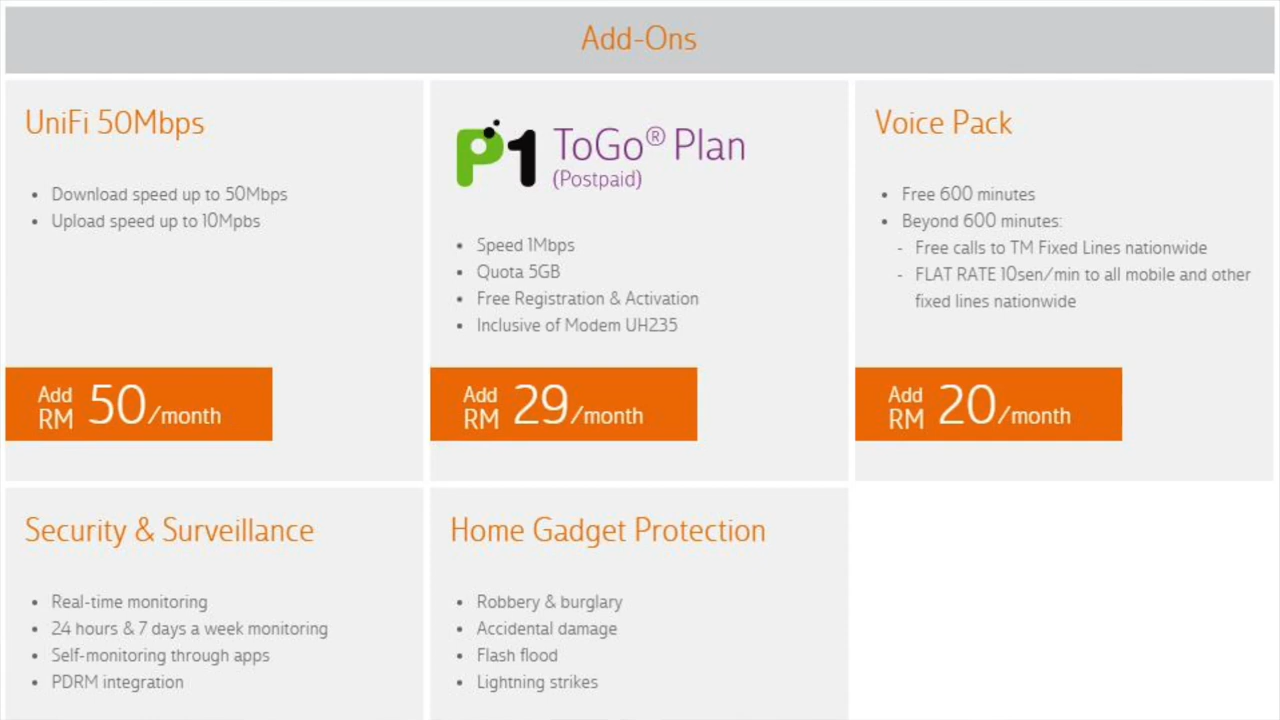 Add-Ons
UniFi 50Mbps
• Download speed up to 50Mbps
• Upload speed up to 10Mpbs
Add RM 50/month
P1 ToGo® Plan
(Postpaid)
• Speed 1Mbps
• Quota 5GB
• Free Registration & Activation
• Inclusive of Modem UH235
Add RM 29/month
Voice Pack
• Free 600 minutes
• Beyond 600 minutes:
- Free calls to TM Fixed Lines nationwide
- FLAT RATE 10sen/min to all mobile and other
fixed lines nationwide
Add RM 20/month
Security & Surveillance
• Real-time monitoring
• 24 hours & 7 days a week monitoring
• Self-monitoring through apps
• PDRM integration
Home Gadget Protection
• Robbery & burglary
• Accidental damage
• Flash flood
• Lightning strikes